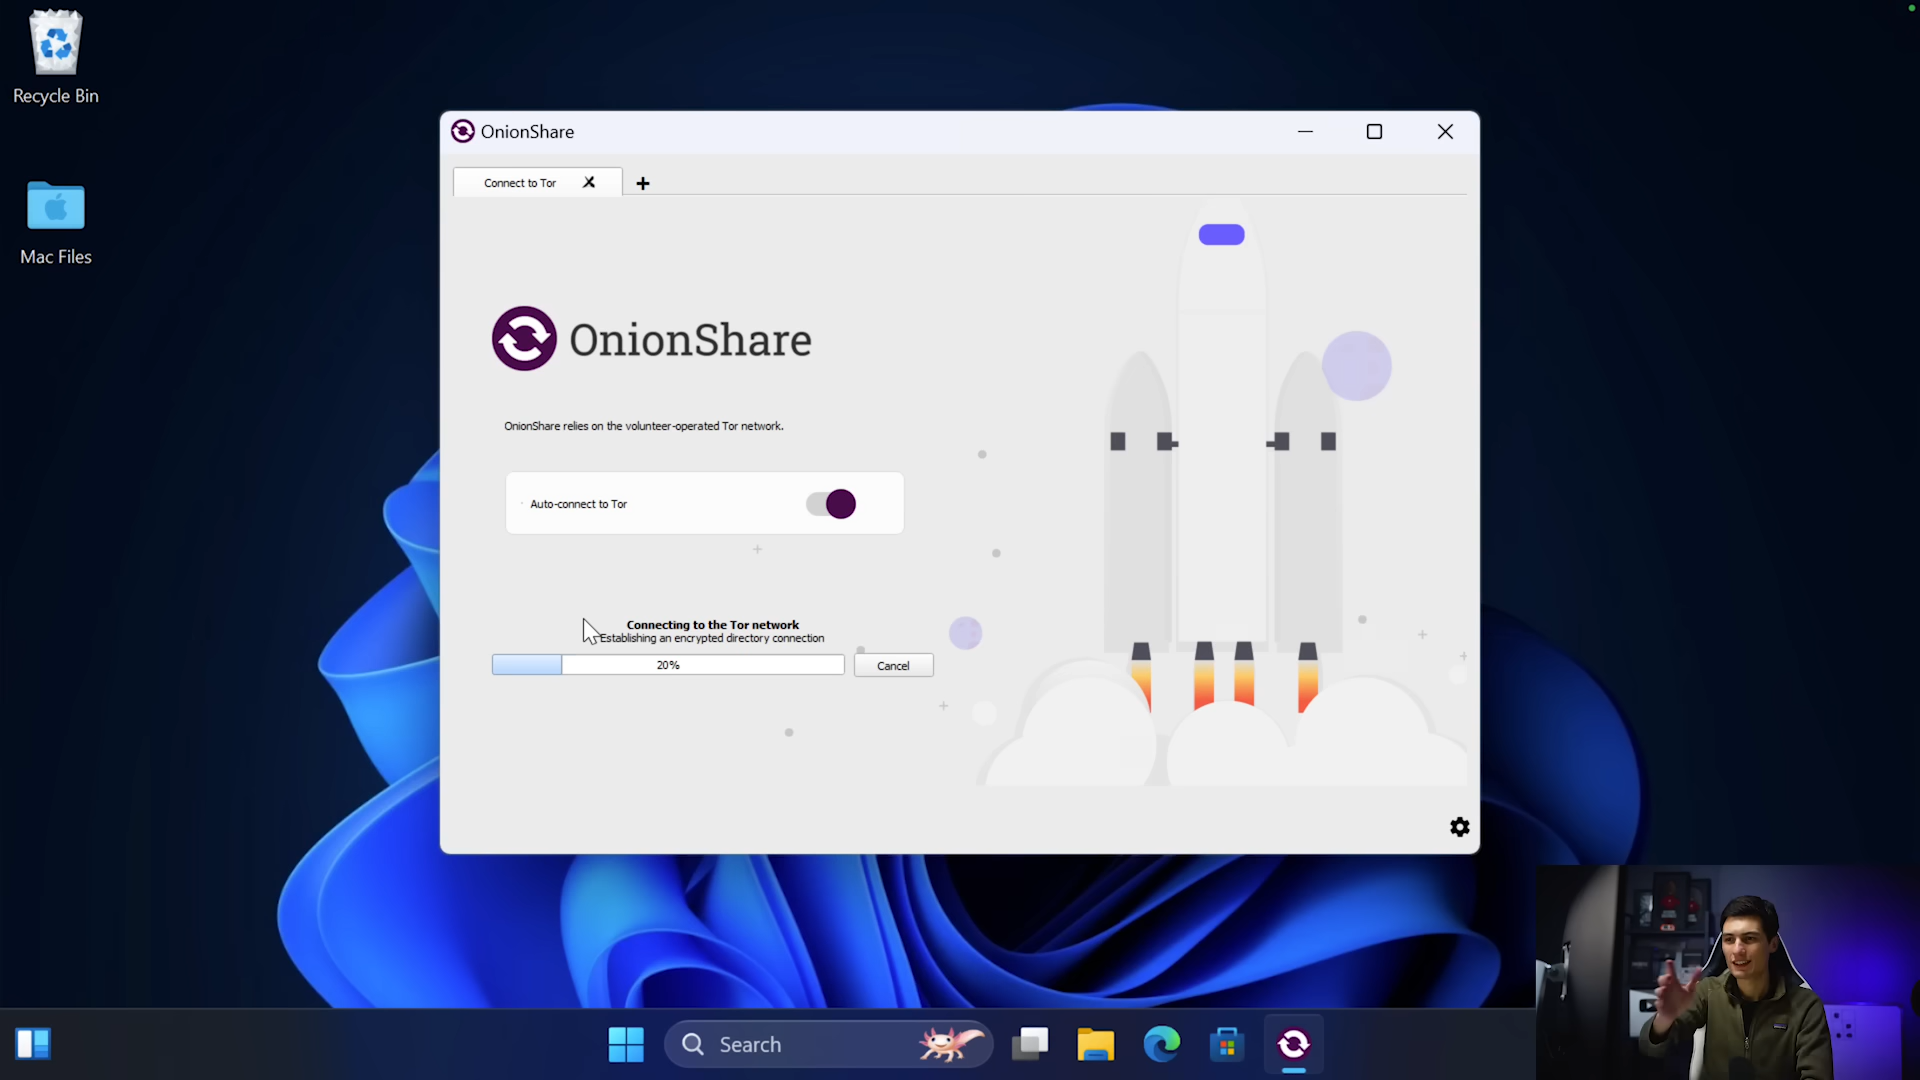 Recycle Bin
Mac Files
OnionShare
Connect to Tor
OnionShare
OnionShare relies on the volunteer-operated Tor network.
Auto-connect to Tor
Connecting to the Tor network
Establishing an encrypted directory connection
20%
Cancel
Search